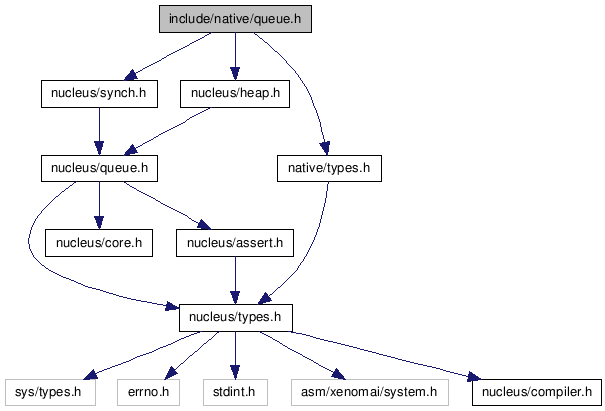 include/native/queue.h
nucleus/synch.h
nucleus/heap.h
nucleus/queue.h
native/types.h
nucleus/core.h
nucleus/assert.h
nucleus/types.h
sys/types.h
errno.h
stdint.h
asm/xenomai/system.h
nucleus/compiler.h